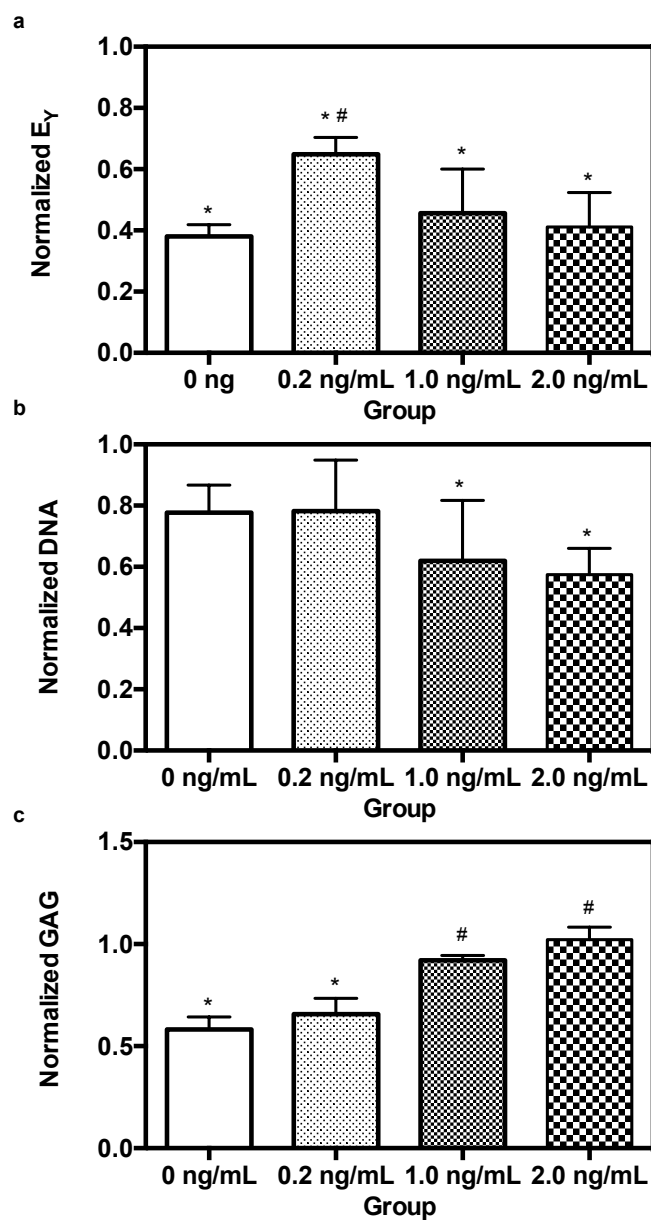 a
Normalized Eγ
1.0
0.8
0.6
0.4
0.2
0.0
* * # * *
0 ng 0.2 ng/mL 1.0 ng/mL 2.0 ng/mL
Group
b
Normalized DNA
1.0
0.8
0.6
0.4
0.2
0.0
* *
0 ng/mL 0.2 ng/mL 1.0 ng/mL 2.0 ng/mL
Group
c
Normalized GAG
1.5
1.0
0.5
0.0
* * # #
0 ng/mL 0.2 ng/mL 1.0 ng/mL 2.0 ng/mL
Group